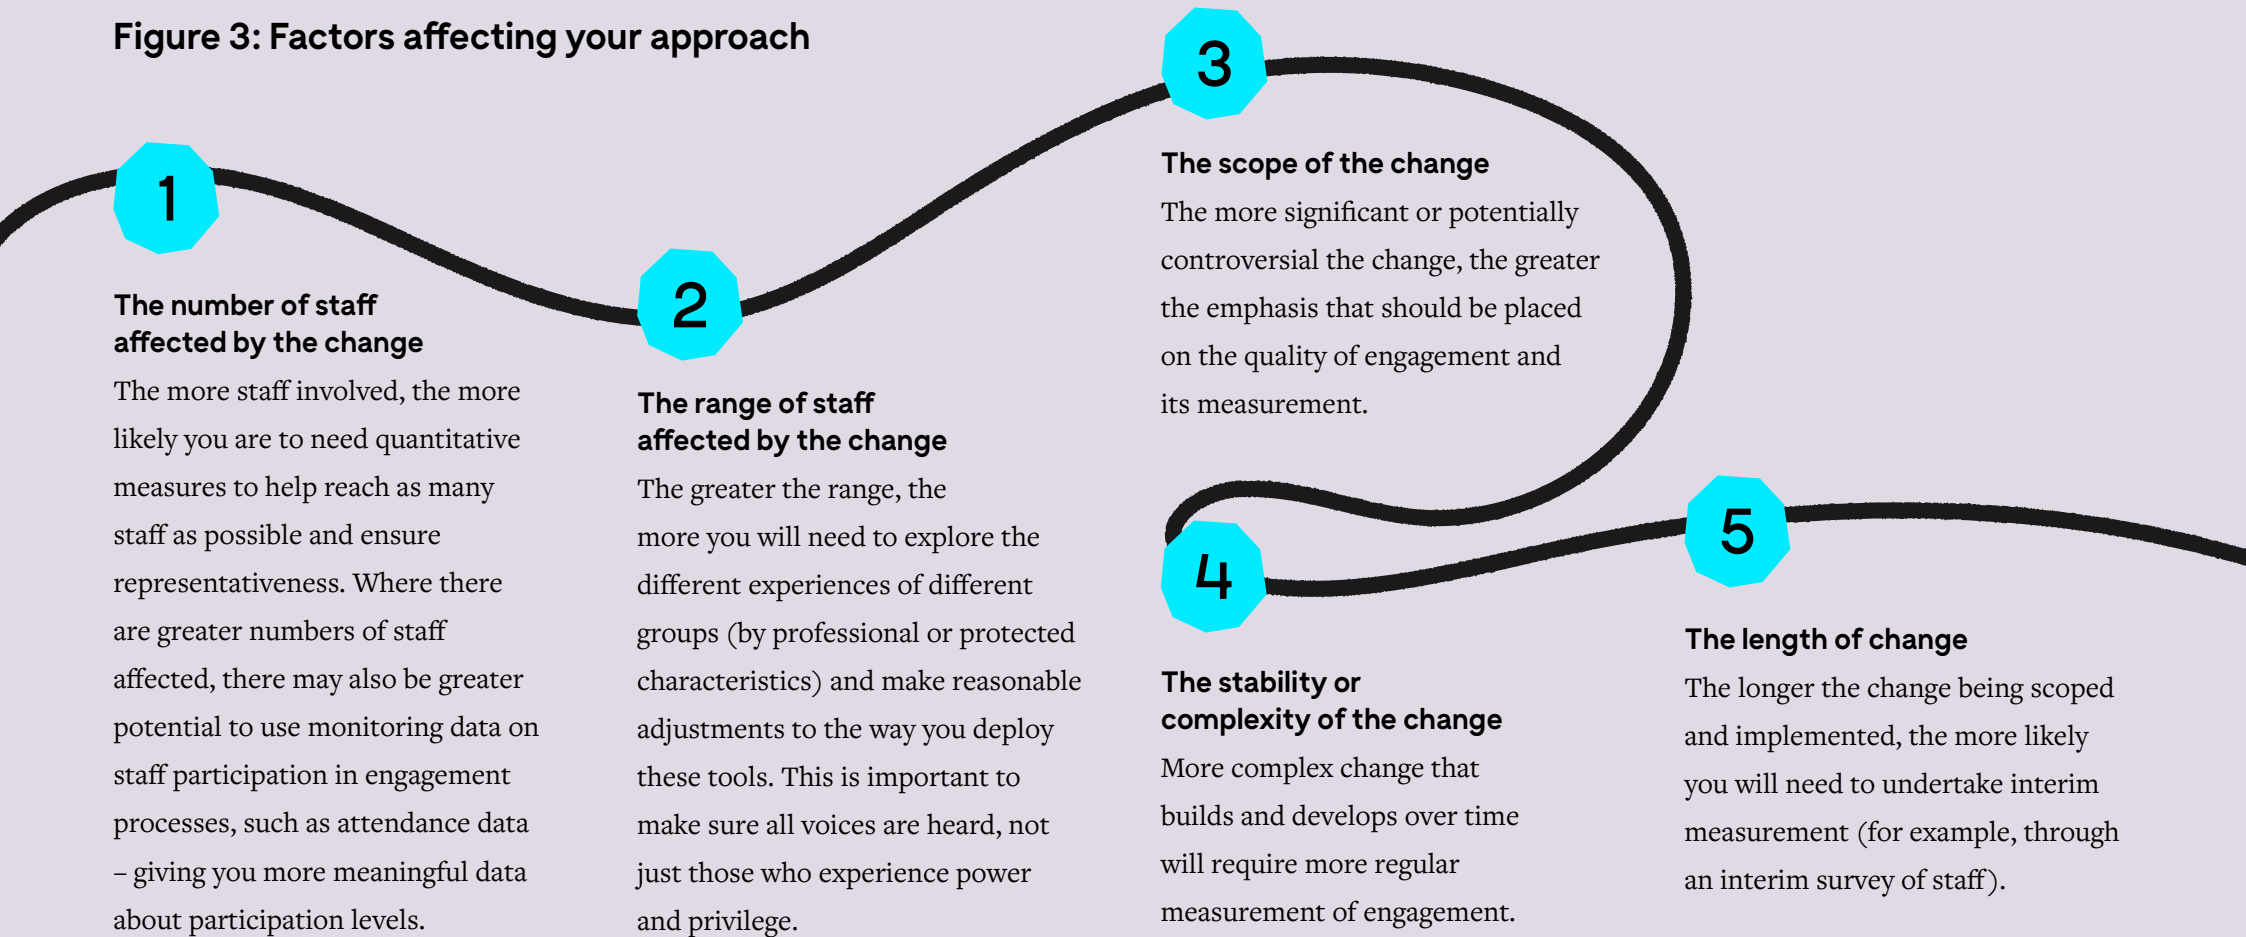 Figure 3: Factors affecting your approach
1
The number of staff
affected by the change
The more staff involved, the more
likely you are to need quantitative
measures to help reach as many
staff as possible and ensure
representativeness. Where there
are greater numbers of staff
affected, there may also be greater
potential to use monitoring data on
staff participation in engagement
processes, such as attendance data
– giving you more meaningful data
about participation levels.
2
The range of staff
affected by the change
The greater the range, the
more you will need to explore the
different experiences of different
groups (by professional or protected
characteristics) and make reasonable
adjustments to the way you deploy
these tools. This is important to
make sure all voices are heard, not
just those who experience power
and privilege.
3
The scope of the change
The more significant or potentially
controversial the change, the greater
the emphasis that should be placed
on the quality of engagement and
its measurement.
4
The stability or
complexity of the change
More complex change that
builds and develops over time
will require more regular
measurement of engagement.
5
The length of change
The longer the change being scoped
and implemented, the more likely
you will need to undertake interim
measurement (for example, through
an interim survey of staff).